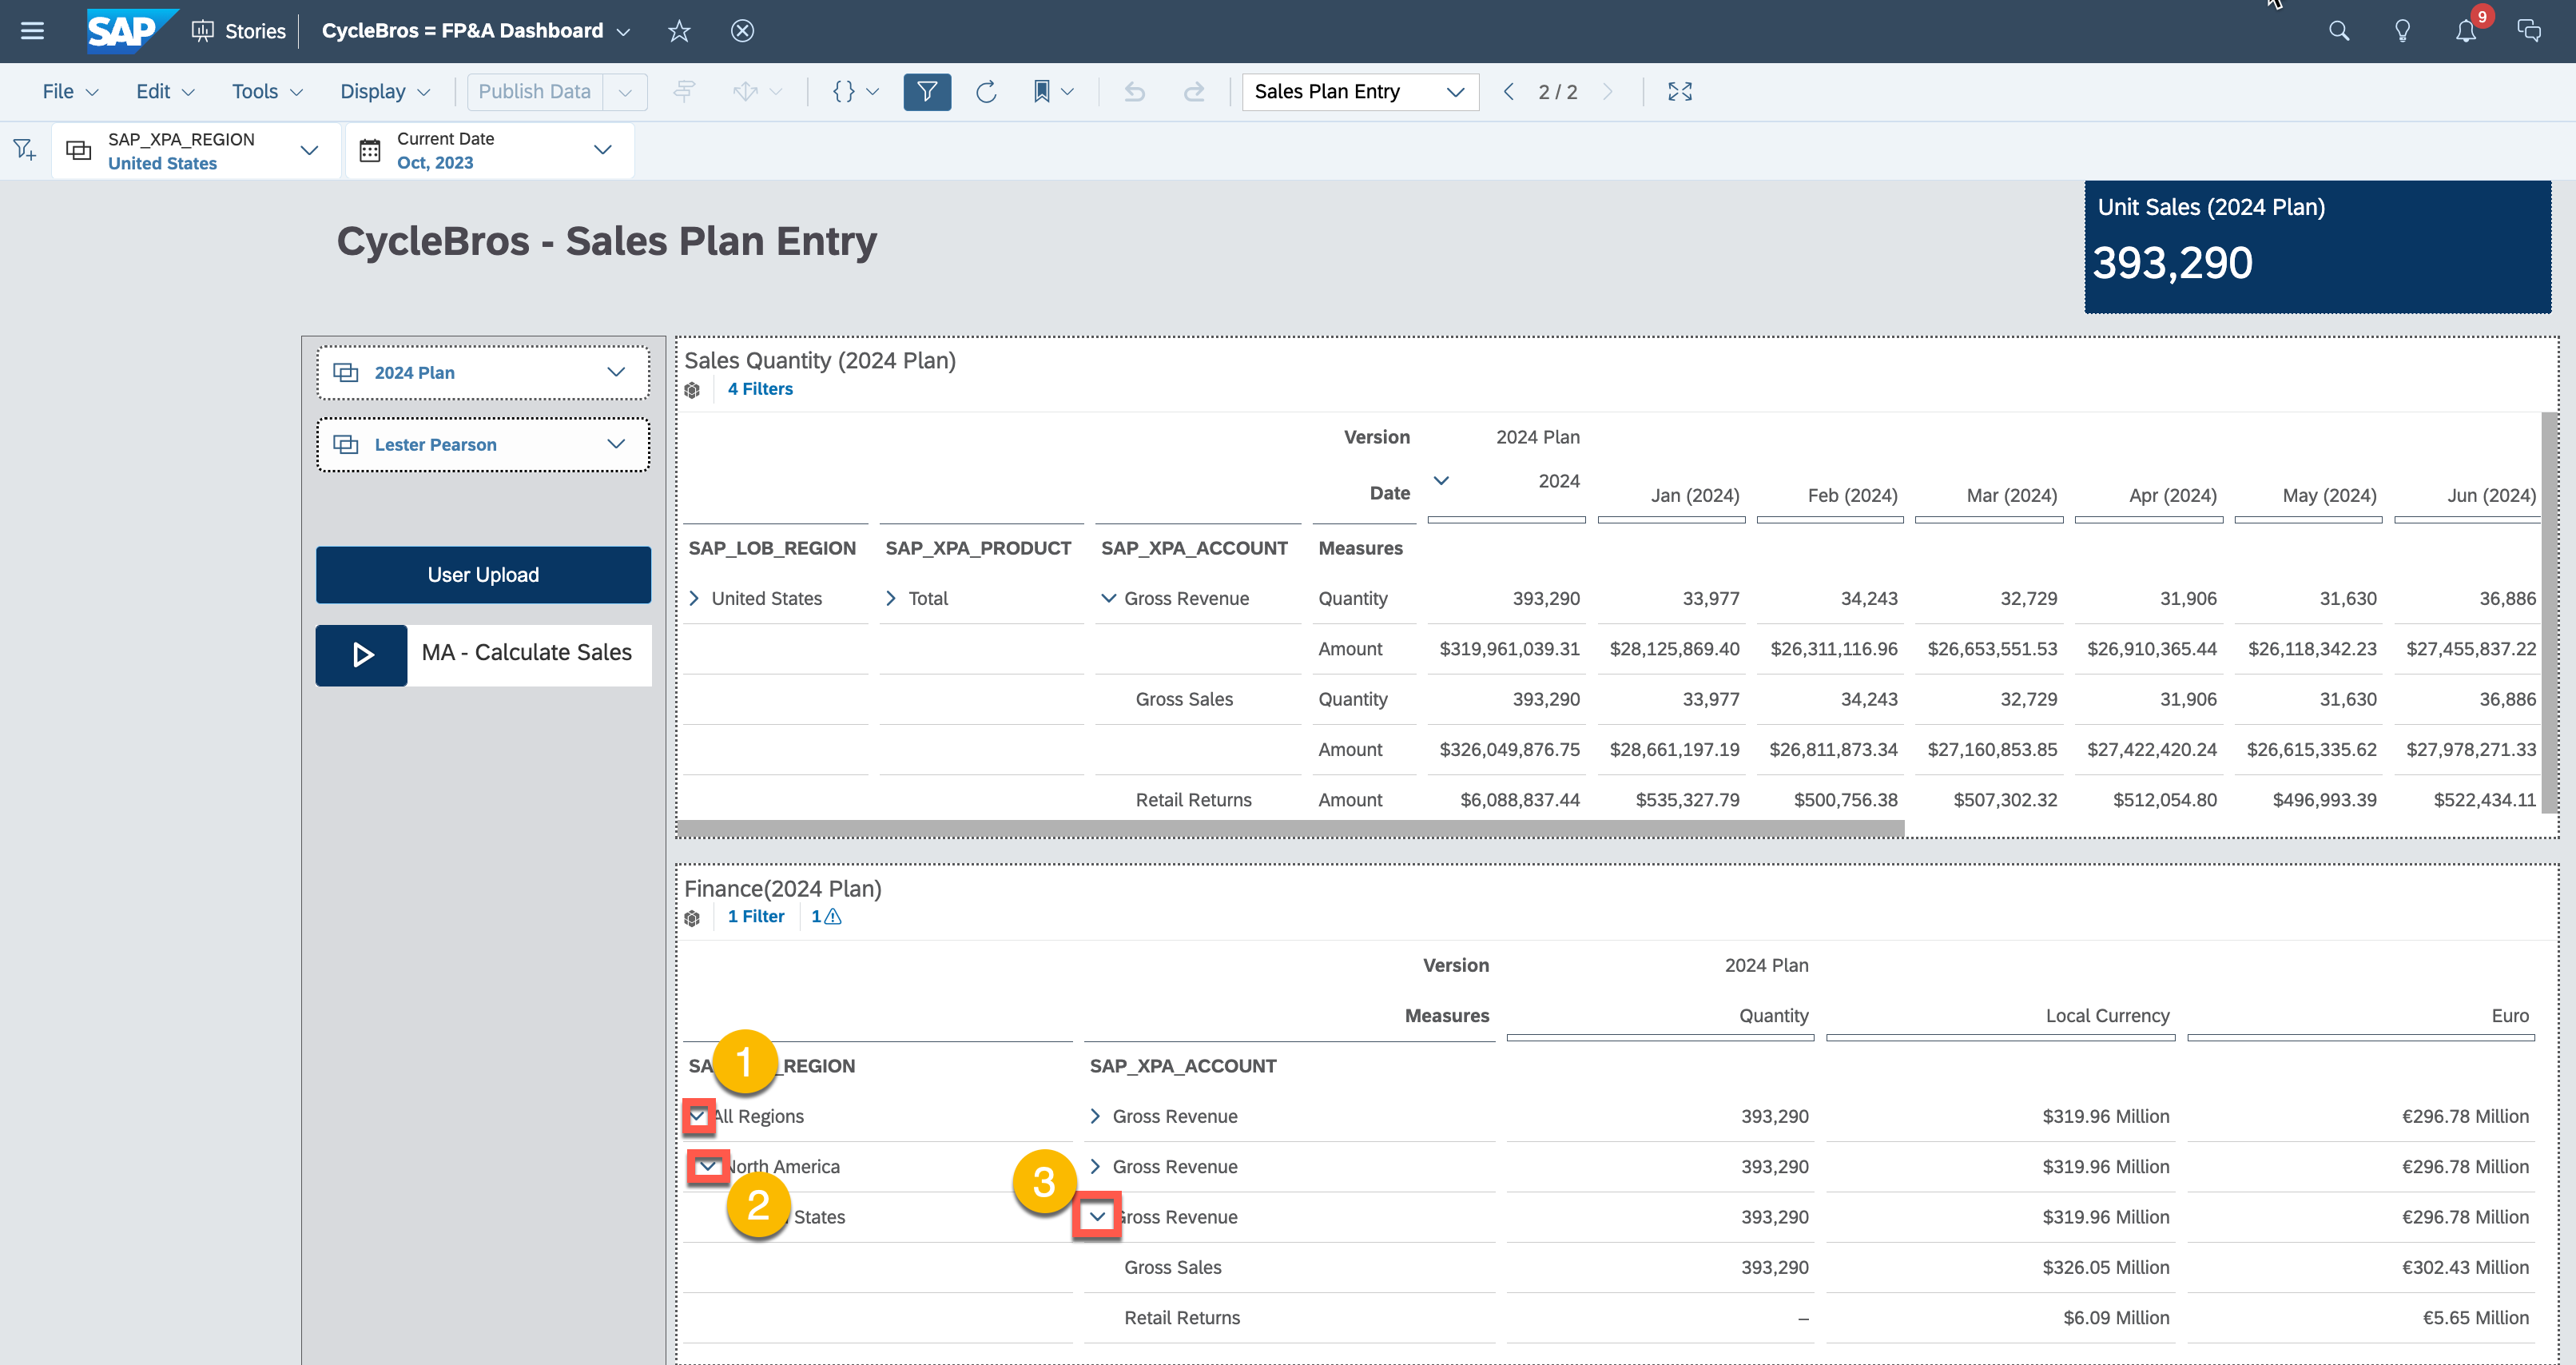 SAP Stories CycleBros = FP&A Dashboard 9
File Edit Tools Display Publish Data Sales Plan Entry 2 / 2
SAP_XPA_REGION
United States
Current Date
Oct, 2023
CycleBros - Sales Plan Entry
Unit Sales (2024 Plan)
393,290
2024 Plan
Lester Pearson
User Upload
MA - Calculate Sales
Sales Quantity (2024 Plan)
4 Filters
Version 2024 Plan
Date 2024 Jan (2024) Feb (2024) Mar (2024) Apr (2024) May (2024) Jun (2024)
SAP_LOB_REGION SAP_XPA_PRODUCT SAP_XPA_ACCOUNT Measures
United States Total Gross Revenue Quantity 393,290 33,977 34,243 32,729 31,906 31,630 36,886
Amount $319,961,039.31 $28,125,869.40 $26,311,116.96 $26,653,551.53 $26,910,365.44 $26,118,342.23 $27,455,837.22
Gross Sales Quantity 393,290 33,977 34,243 32,729 31,906 31,630 36,886
Amount $326,049,876.75 $28,661,197.19 $26,811,873.34 $27,160,853.85 $27,422,420.24 $26,615,335.62 $27,978,271.33
Retail Returns Amount $6,088,837.44 $535,327.79 $500,756.38 $507,302.32 $512,054.80 $496,993.39 $522,434.11
Finance(2024 Plan)
1 Filter 1
Version 2024 Plan
Measures Quantity Local Currency Euro
1
SA _REGION SAP_XPA_ACCOUNT
All Regions Gross Revenue 393,290 $319.96 Million €296.78 Million
North America Gross Revenue 393,290 $319.96 Million €296.78 Million
2
3
States Gross Revenue 393,290 $319.96 Million €296.78 Million
Gross Sales 393,290 $326.05 Million €302.43 Million
Retail Returns – $6.09 Million €5.65 Million